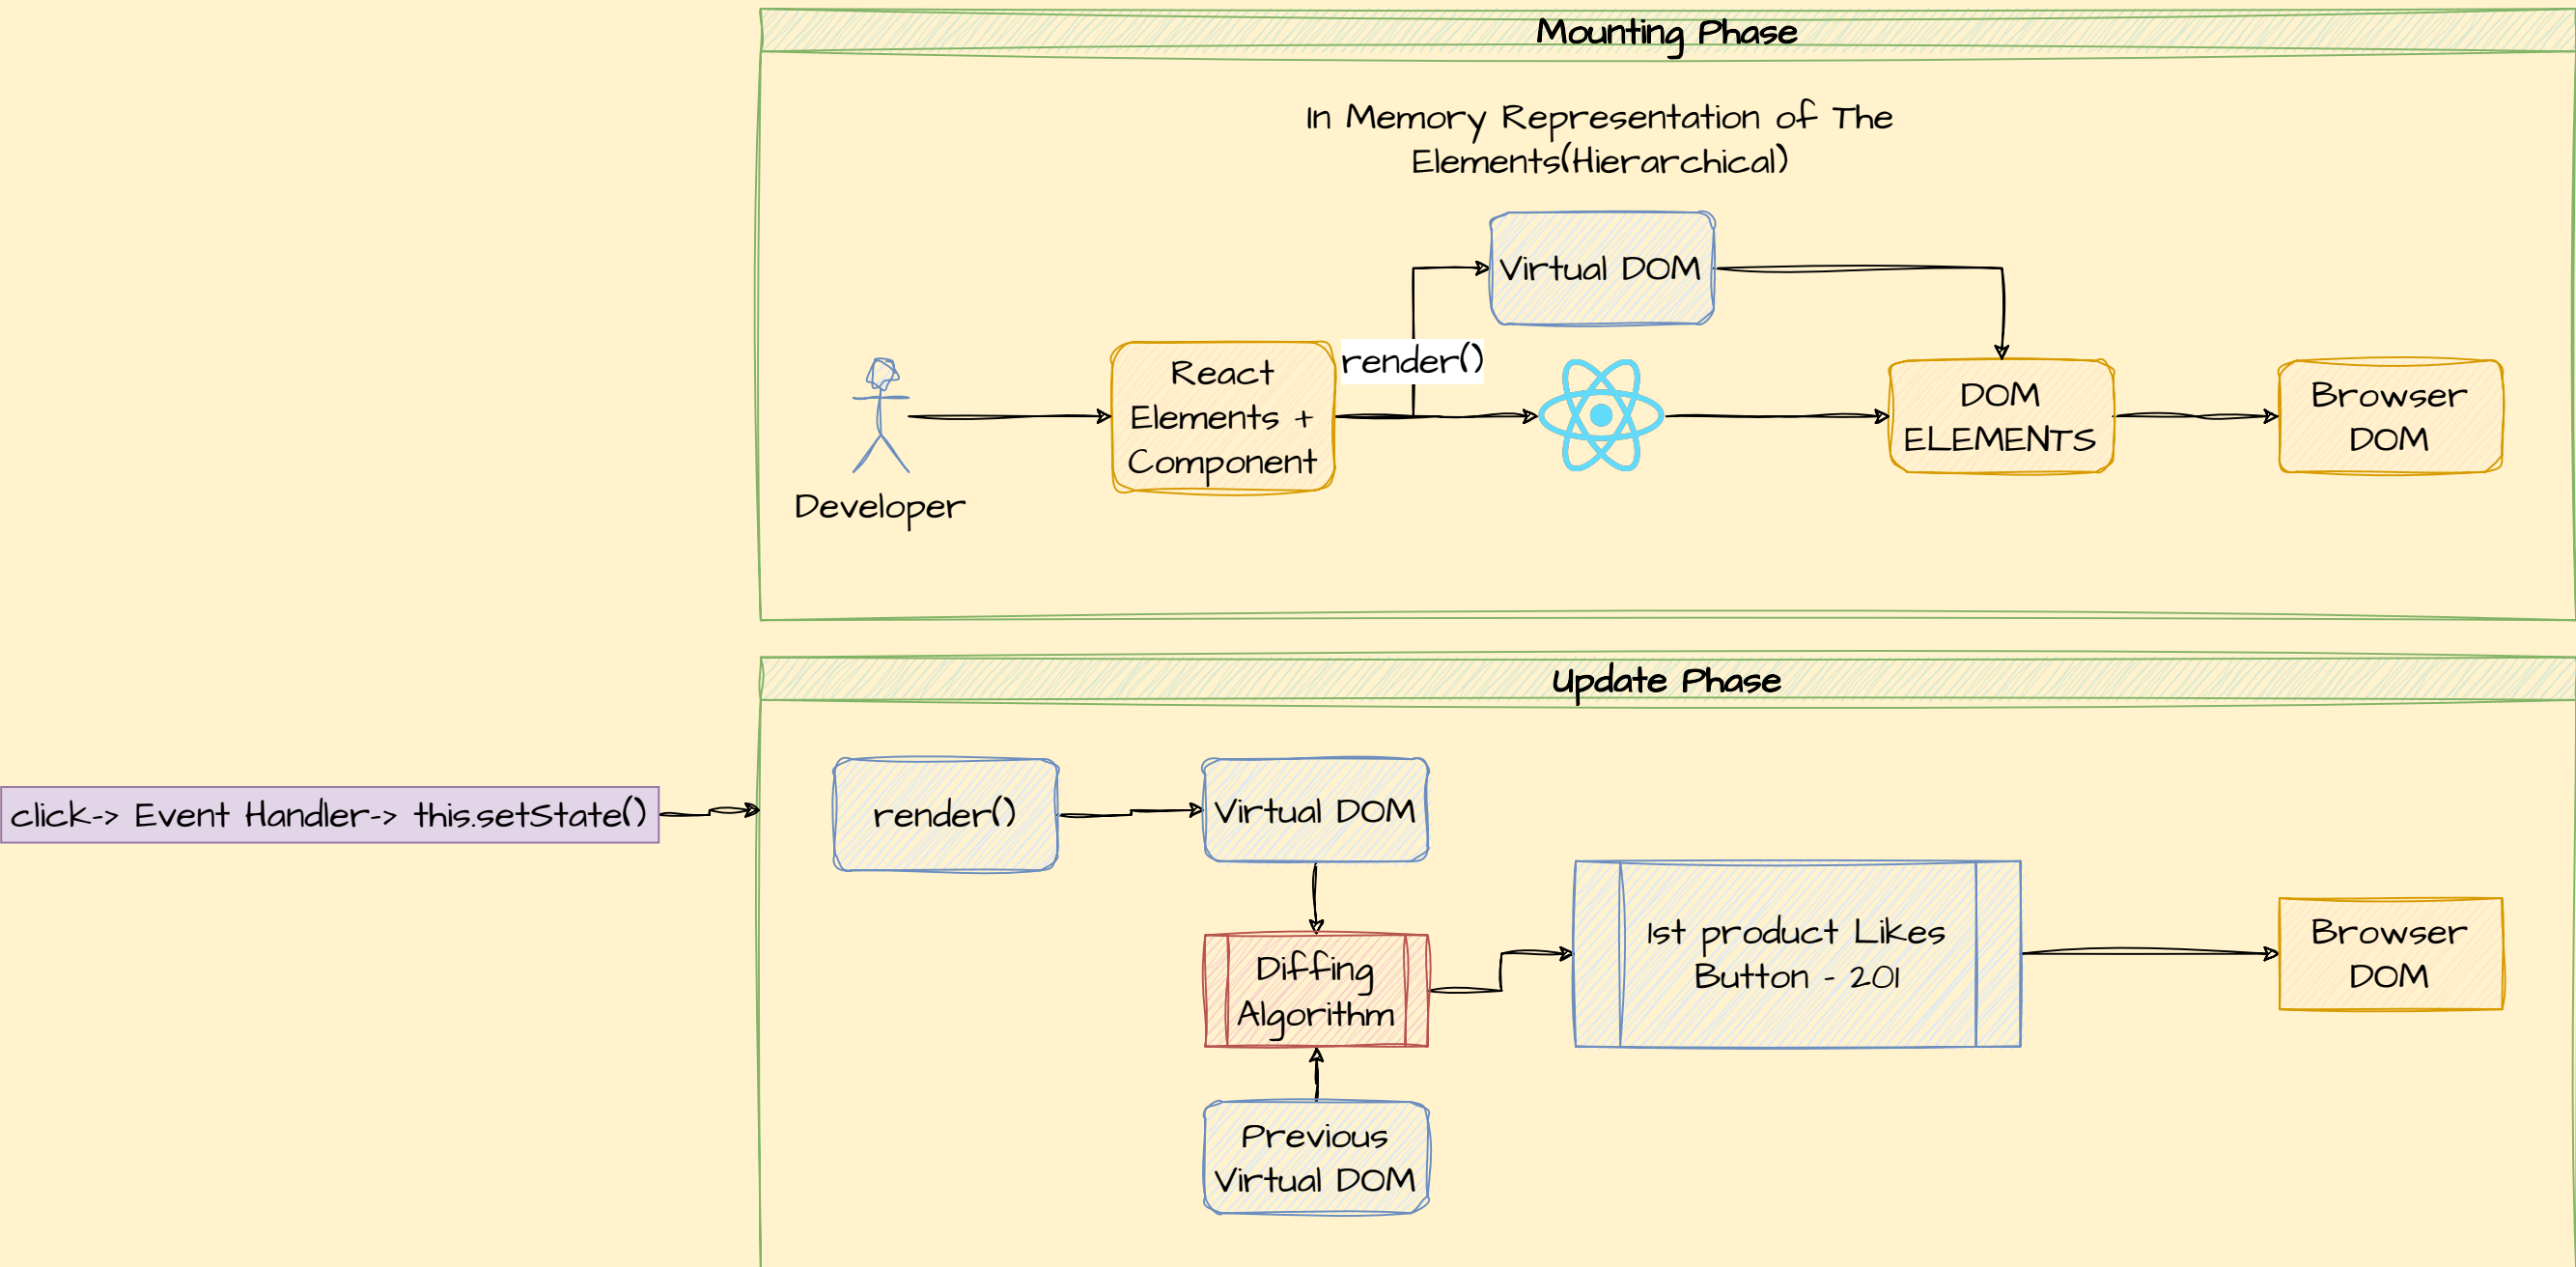 Mounting Phase
In Memory Representation of The
Elements(Hierarchical)
Virtual DOM
render()
React
Elements +
Component
DOM
ELEMENTS
Browser
DOM
Developer
Update Phase
click-> Event Handler-> this.setState()
render()
Virtual DOM
Diffing
Algorithm
1st product Likes
Button - 201
Browser
DOM
Previous
Virtual DOM